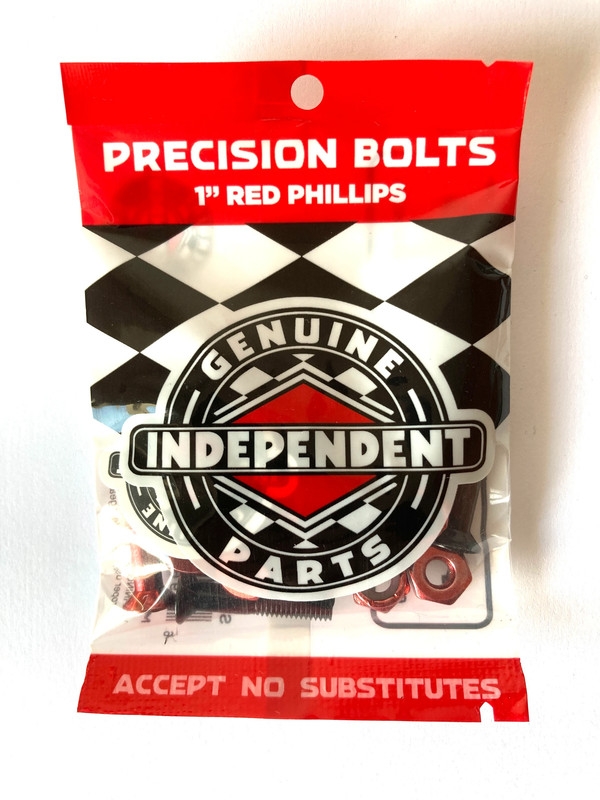 PRECISION BOLTS
1” RED PHILLIPS
GENUINE
INDEPENDENT
PARTS
ACCEPT NO SUBSTITUTES